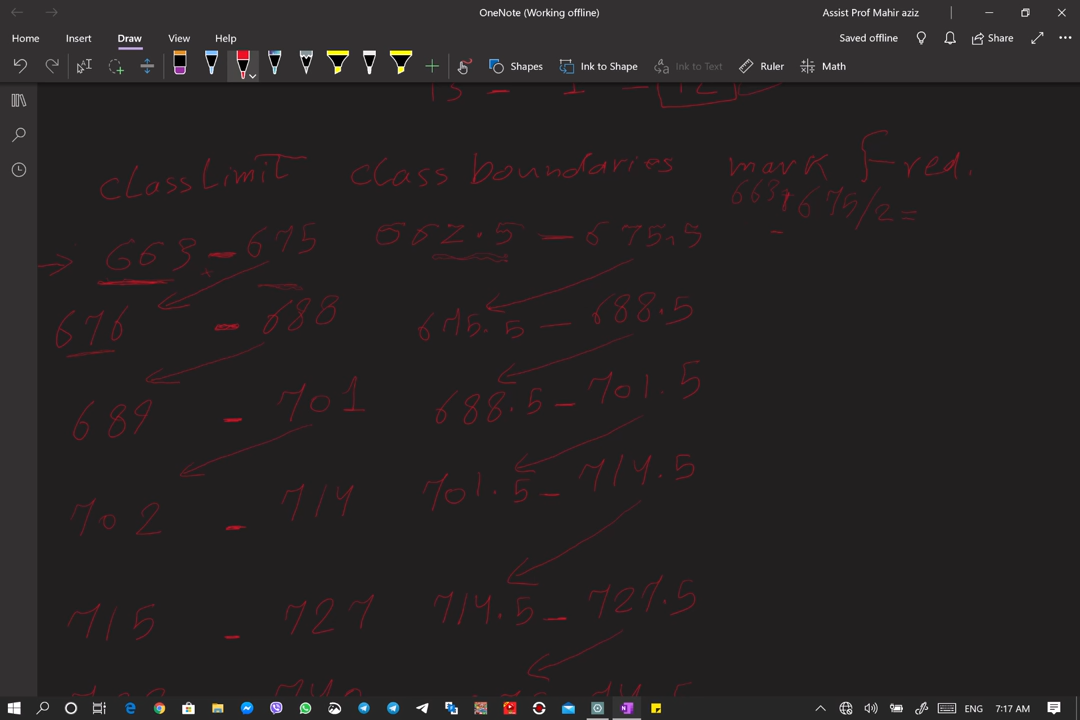 OneNote (Working offline)
Assist Prof Mahir aziz
Home Insert Draw View Help
Saved offline
Share
Shapes Ink to Shape Ink to Text Ruler Math
13 - 1 - 12
class Limit class boundaries mark Fred.
663+675/2=
663 - 675 662.5 - 675.5
676 - 688 675.5 - 688.5
689 - 701 688.5 - 701.5
702 - 714 701.5 - 714.5
715 - 727 714.5 - 727.5
ENG 7:17 AM